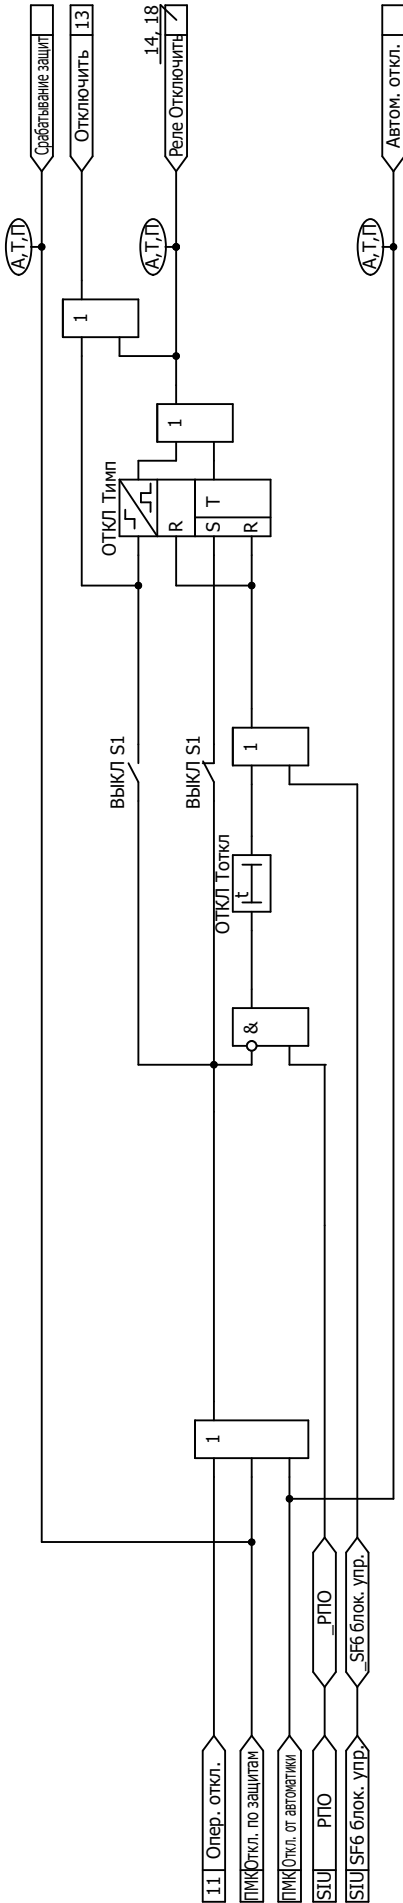 Срабатывание защит
Отключить 13
Реле Отключить 14, 18
Автом. откл.
А,Т,П
А,Т,П
А,Т,П
1
1
ОТКЛ Тимп
R
S T
R
ВЫКЛ S1
ВЫКЛ S1
1
ОТКЛ Тоткл
t
&
1
11 Опер. откл.
ПМК Откл. по защитам
ПМК Откл. от автоматики
SIU РПО
_РПО
SIU SF6 блок. упр.
_SF6 блок. упр.